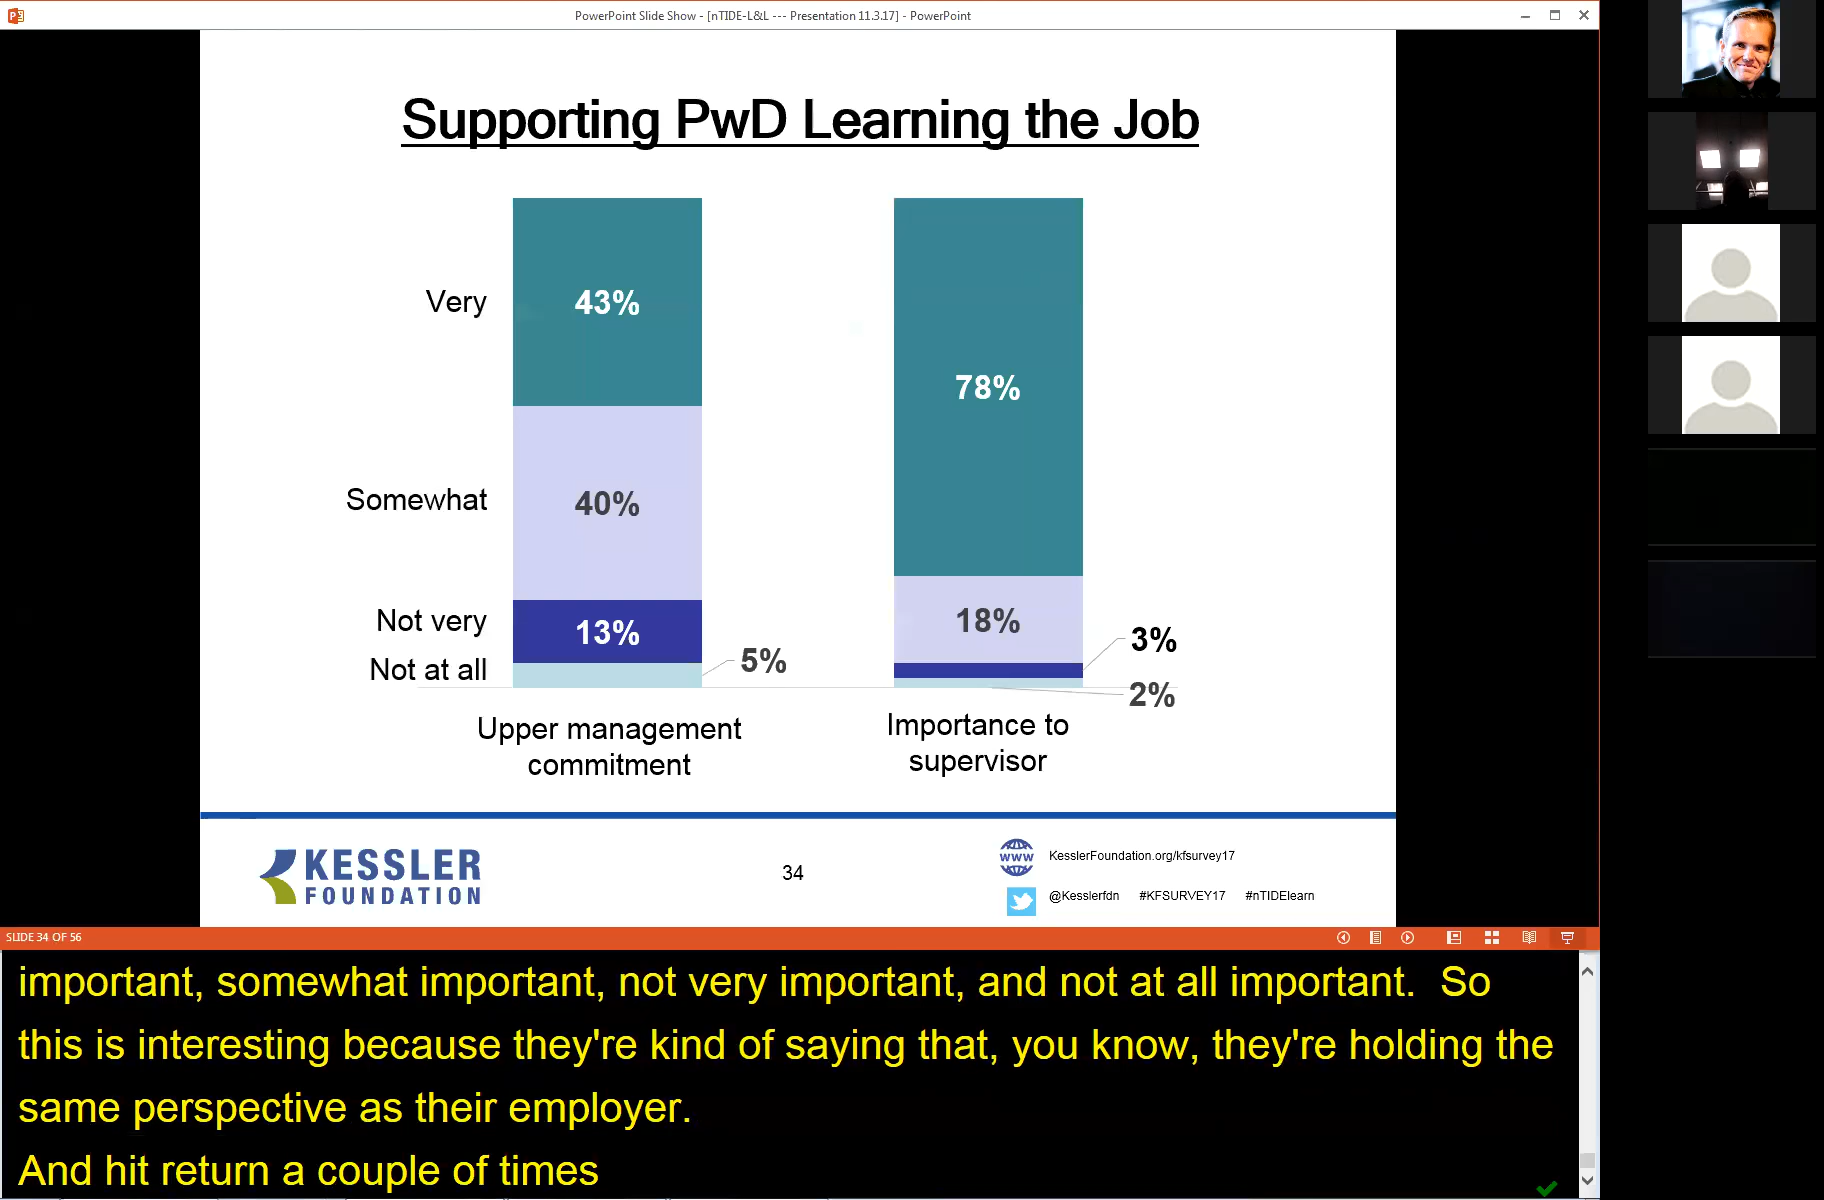 PowerPoint Slide Show - [nTIDE-L&L --- Presentation 11.3.17] - PowerPoint
Supporting PwD Learning the Job
Very
43%
78%
Somewhat
40%
Not very
13%
18%
3%
Not at all
5%
2%
Upper management
commitment
Importance to
supervisor
KESSLER
FOUNDATION
34
www
KesslerFoundation.org/kfsurvey17
@Kesslerfdn #KFSURVEY17 #nTIDElearn
SLIDE 34 OF 56
important, somewhat important, not very important, and not at all important.  So
this is interesting because they're kind of saying that, you know, they're holding the
same perspective as their employer.
And hit return a couple of times